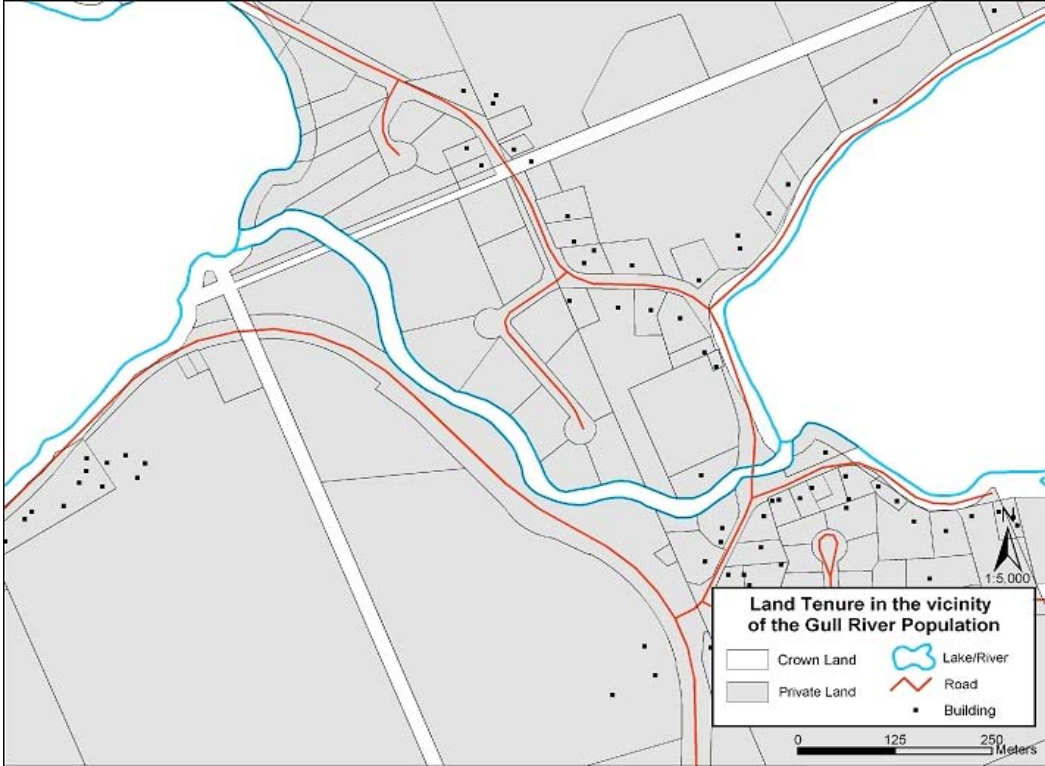 N
1:5,000
Land Tenure in the vicinity
of the Gull River Population
Crown Land
Lake/River
Private Land
Road
Building
0 125 250
Meters